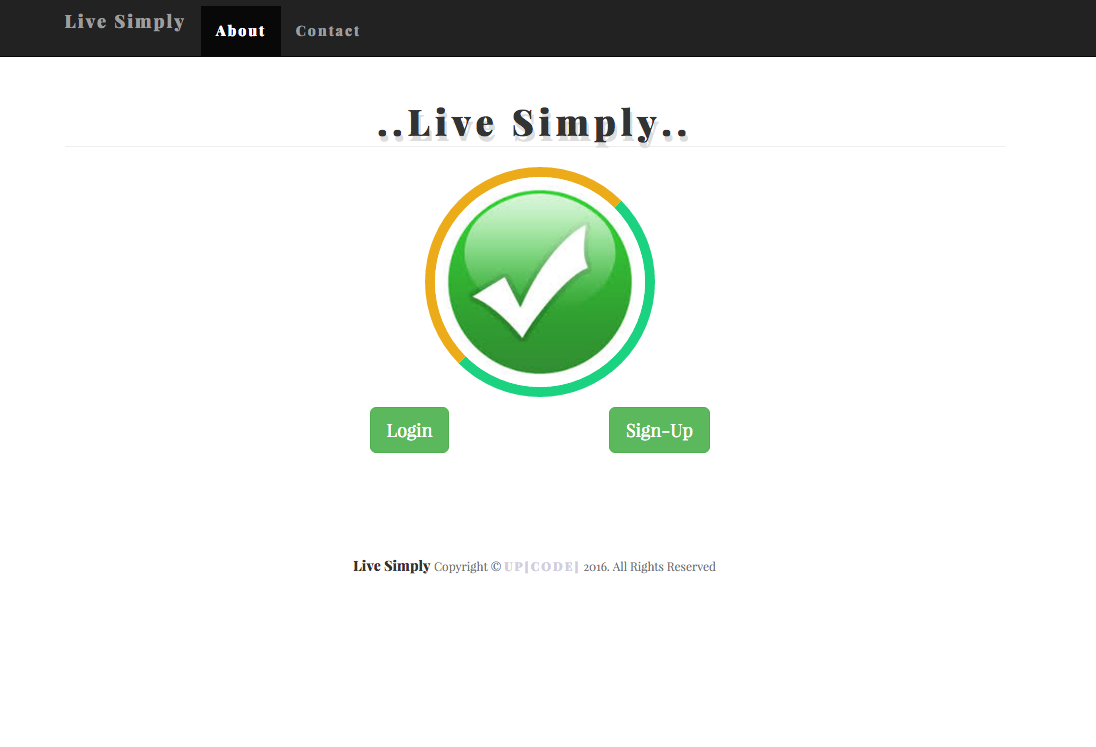 Live Simply About Contact
..Live Simply..
Login Sign-Up
Live Simply Copyright © UP[CODE] 2016. All Rights Reserved